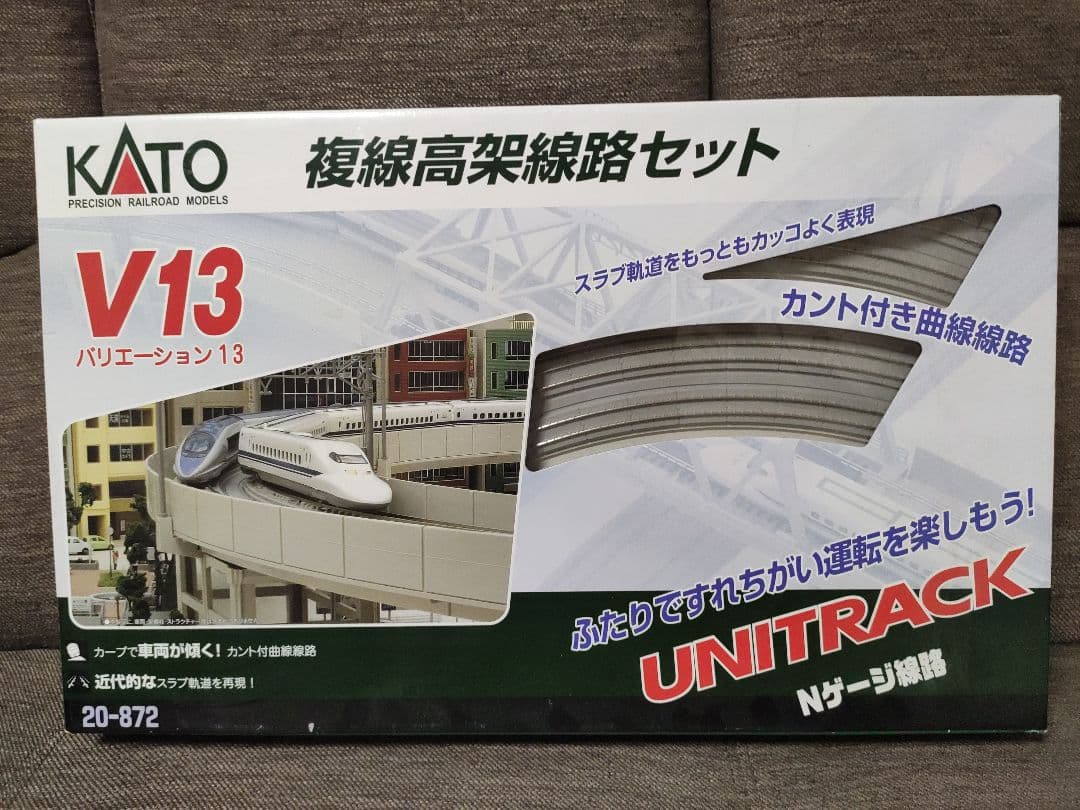 KATO
PRECISION RAILROAD MODELS
複線高架線路セット
V13
バリエーション13
スラブ軌道をもっともカッコよく表現
カント付き曲線線路
ふたりですれちがい運転を楽しもう!
UNITRACK
Nゲージ線路
カーブで車両が傾く! カント付曲線線路
近代的なスラブ軌道を再現!
20-872